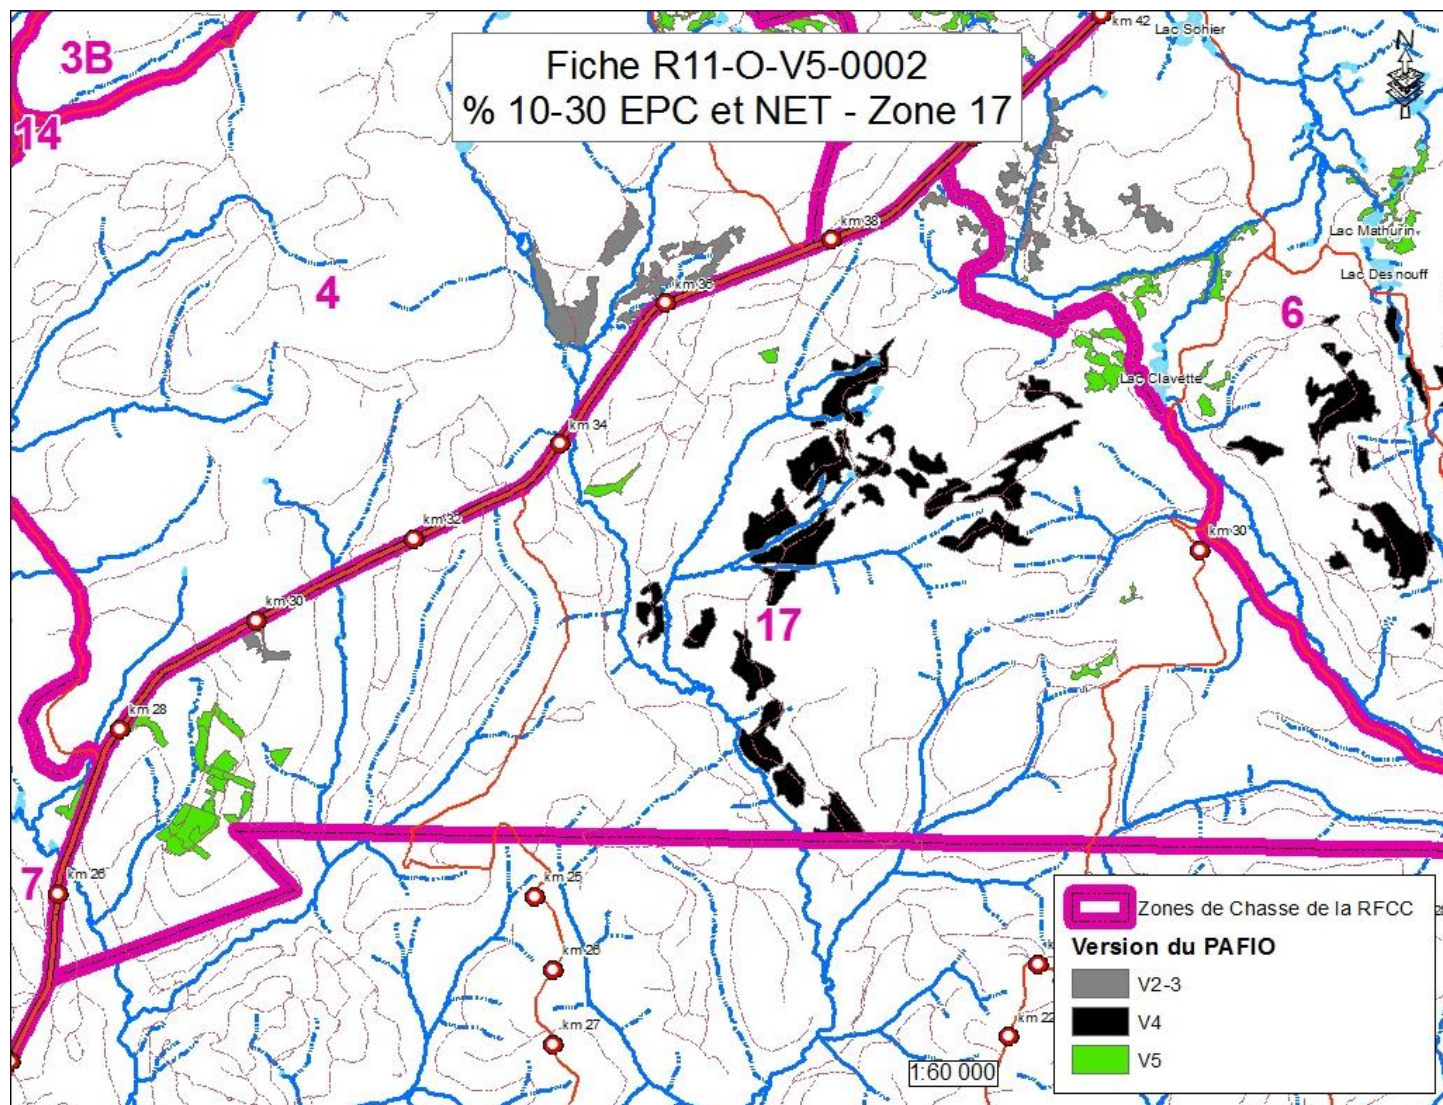 km 42
Lac Sohier
N
3B
Fiche R11-O-V5-0002
% 10-30 EPC et NET - Zone 17
14
km 38
Lac Mathurin
Lac Desnouff
4
km 36
6
Lac Clavette
km 34
km 32
km 30
km 30
17
km 28
7
km 26
km 25
Zones de Chasse de la RFCC
Version du PAFIO
km 26
V2-3
km 22
V4
km 27
V5
1:60 000